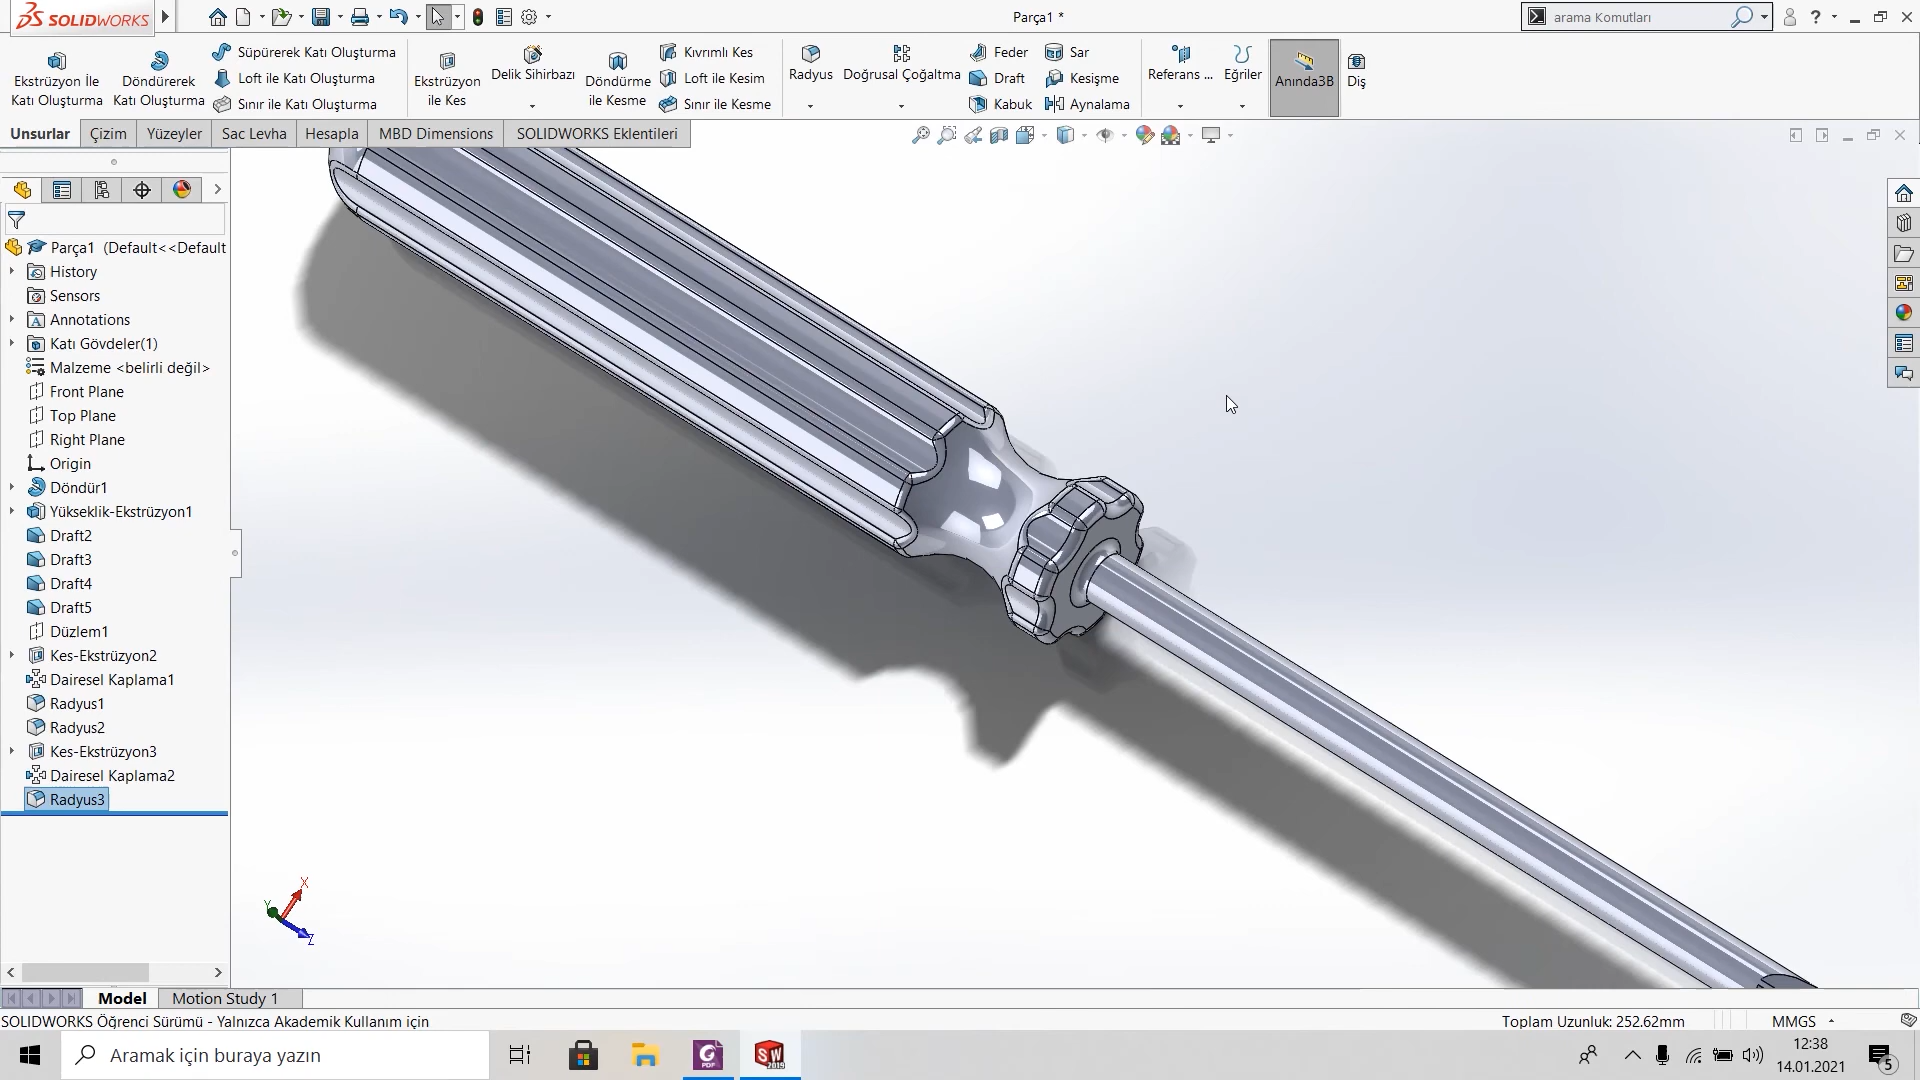 SOLIDWORKS
Parça1 *
arama Komutları
Ekstrüzyon İle
Katı Oluşturma
Döndürerek
Katı Oluşturma
Süpürerek Katı Oluşturma
Loft ile Katı Oluşturma
Sınır ile Katı Oluşturma
Ekstrüzyon
ile Kes
Delik Sihirbazı
Döndürme
ile Kesme
Kıvrımlı Kes
Loft ile Kesim
Sınır ile Kesme
Radyus
Doğrusal Çoğaltma
Feder
Draft
Kabuk
Sar
Kesişme
Aynalama
Referans ...
Eğriler
Anında3B
Diş
Unsurlar
Çizim
Yüzeyler
Sac Levha
Hesapla
MBD Dimensions
SOLIDWORKS Eklentileri
Parça1 (Default<<Default
History
Sensors
Annotations
Katı Gövdeler(1)
Malzeme <belirli değil>
Front Plane
Top Plane
Right Plane
Origin
Döndür1
Yükseklik-Ekstrüzyon1
Draft2
Draft3
Draft4
Draft5
Düzlem1
Kes-Ekstrüzyon2
Dairesel Kaplama1
Radyus1
Radyus2
Kes-Ekstrüzyon3
Dairesel Kaplama2
Radyus3
X
Y
Z
Model
Motion Study 1
SOLIDWORKS Öğrenci Sürümü - Yalnızca Akademik Kullanım için
Toplam Uzunluk: 252.62mm
MMGS
Aramak için buraya yazın
PDF
SW
2019
12:38
14.01.2021
5